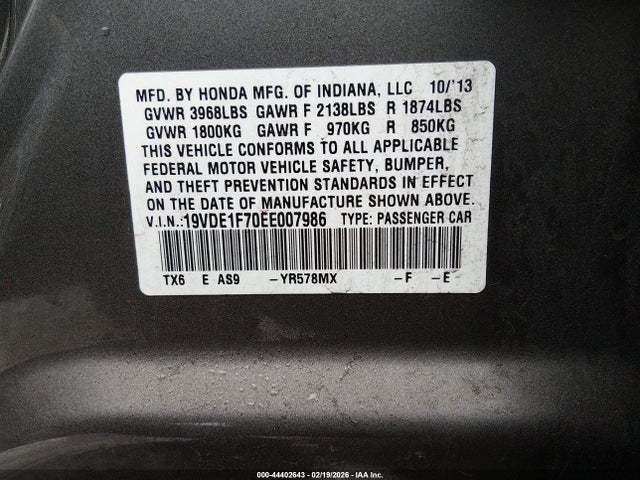 MFD. BY HONDA MFG. OF INDIANA, LLC 10/'13
GVWR 3968LBS GAWR F 2138LBS R 1874LBS
GVWR 1800KG GAWR F 970KG R 850KG
THIS VEHICLE CONFORMS TO ALL APPLICABLE
FEDERAL MOTOR VEHICLE SAFETY, BUMPER,
AND THEFT PREVENTION STANDARDS IN EFFECT
ON THE DATE OF MANUFACTURE SHOWN ABOVE.
V.I.N.:19VDE1F70EE007986 TYPE: PASSENGER CAR
TX6 E AS9 -YR578MX -F -E
000-44402643 - 02/19/2026 - IAA Inc.